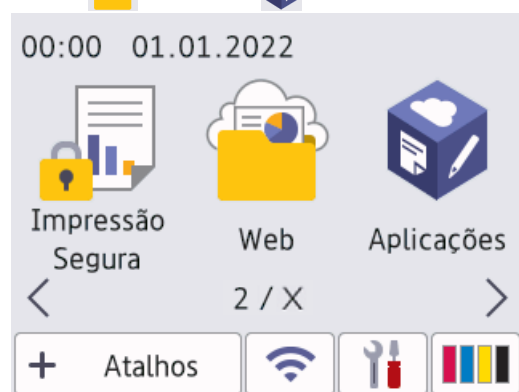 00:00 01.01.2022
Impressão
Segura
Web
Aplicações
2 / X
+ Atalhos